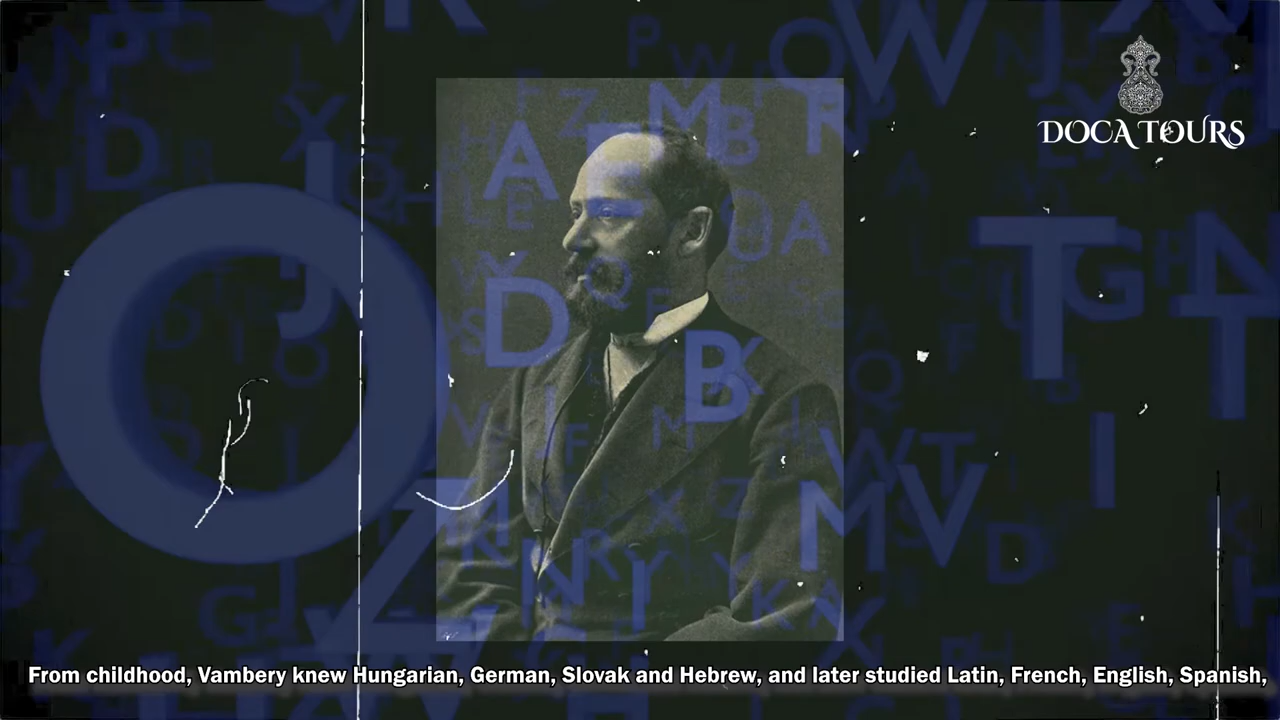 DOCA TOURS
From childhood, Vambery knew Hungarian, German, Slovak and Hebrew, and later studied Latin, French, English, Spanish,